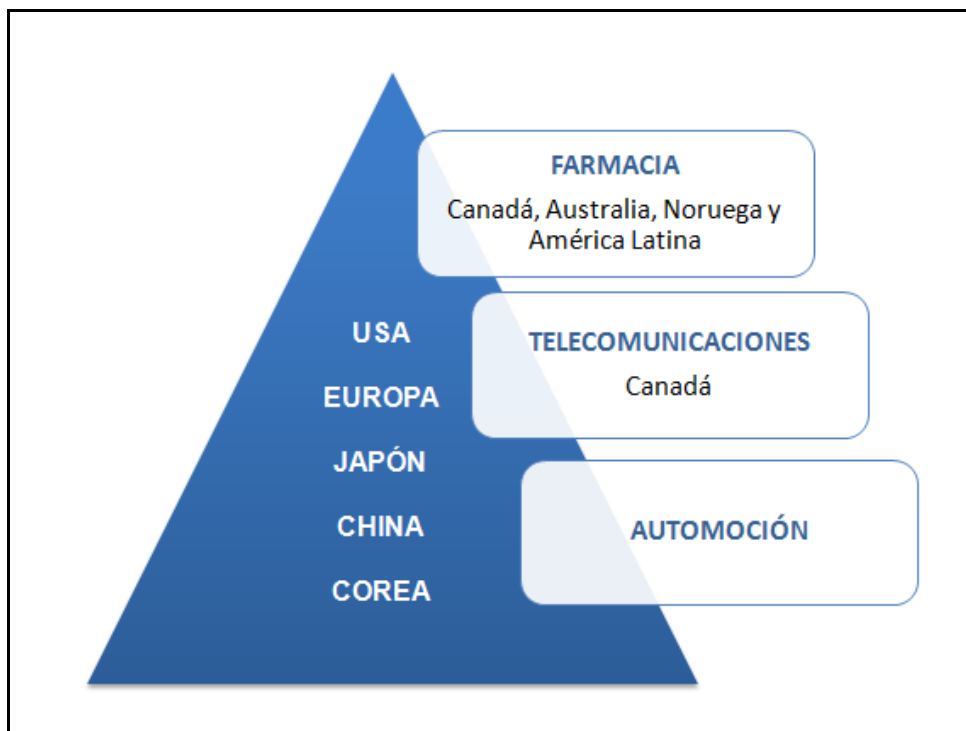 FARMACIA
Canadá, Australia, Noruega y
América Latina
USA
EUROPA
JAPÓN
CHINA
COREA
TELECOMUNICACIONES
Canadá
AUTOMOCIÓN